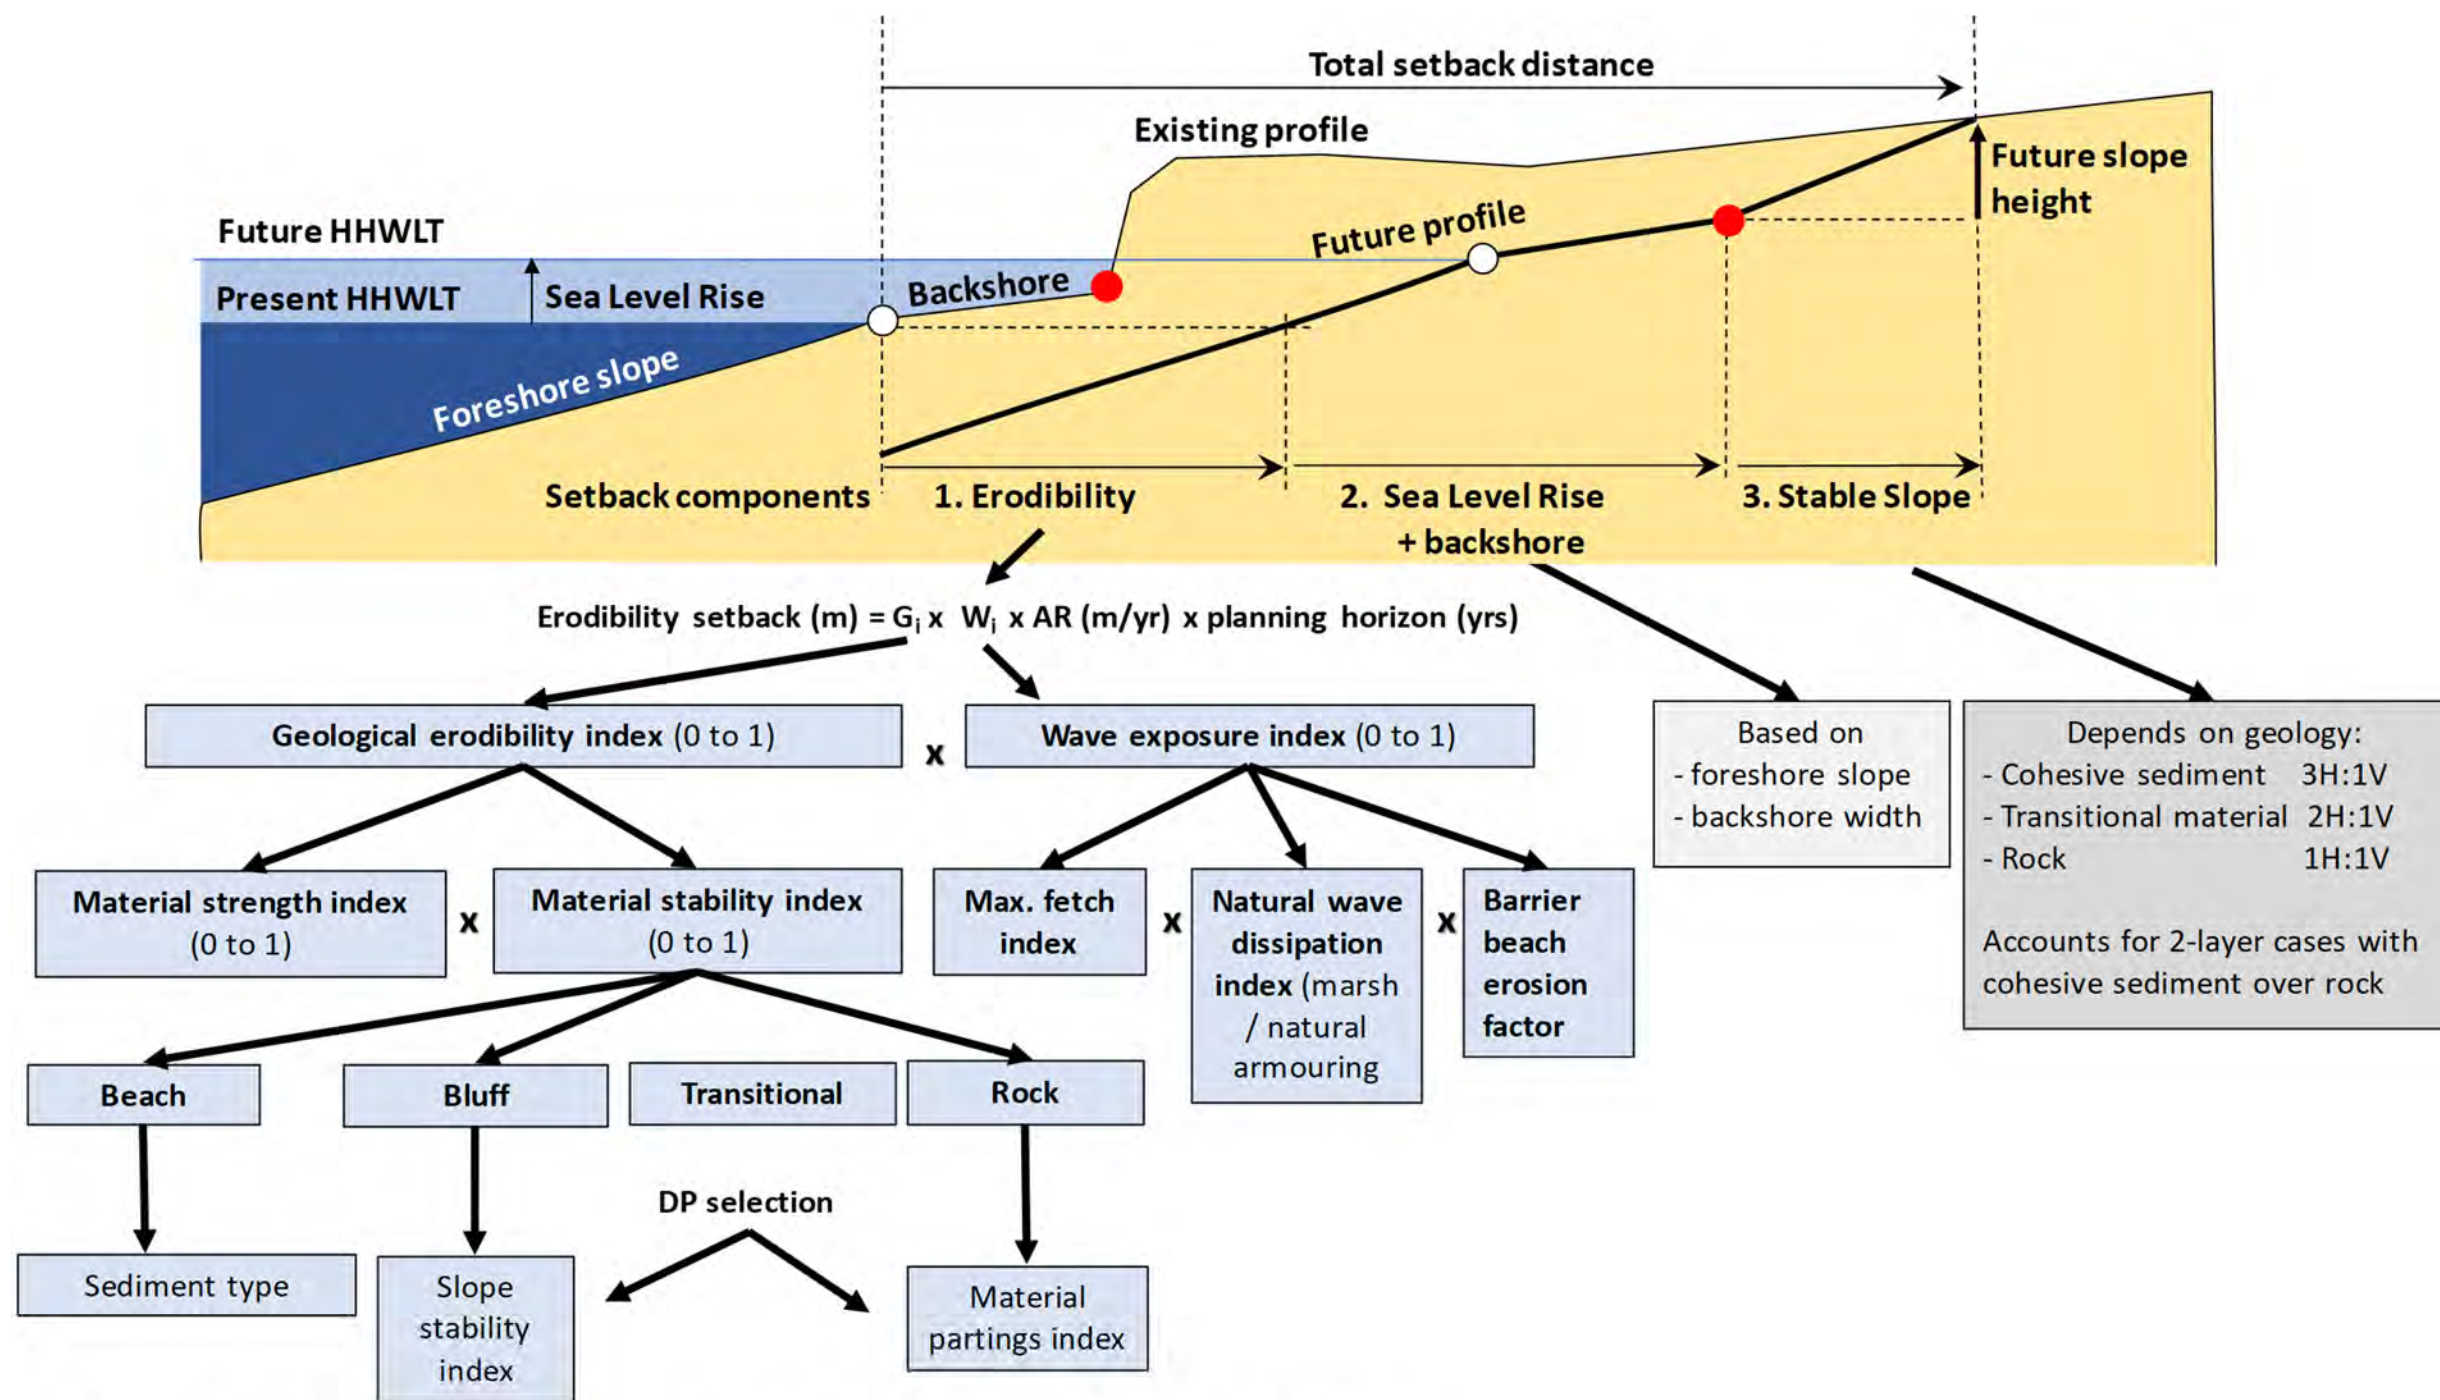 Total setback distance
Existing profile
Future slope
height
Future profile
Future HHWLT
Present HHWLT
Sea Level Rise
Backshore
Foreshore slope
Setback components
1. Erodibility
2. Sea Level Rise
+ backshore
3. Stable Slope
Erodibility setback (m) = Gi x Wi x AR (m/yr) x planning horizon (yrs)
Geological erodibility index (0 to 1)
x
Wave exposure index (0 to 1)
Based on
- foreshore slope
- backshore width
Depends on geology:
- Cohesive sediment 3H:1V
- Transitional material 2H:1V
- Rock 1H:1V
Accounts for 2-layer cases with
cohesive sediment over rock
Material strength index
(0 to 1)
x
Material stability index
(0 to 1)
Max. fetch
index
x
Natural wave
dissipation
index (marsh
/ natural
armouring
x
Barrier
beach
erosion
factor
Beach
Bluff
Transitional
Rock
DP selection
Sediment type
Slope
stability
index
Material
partings index